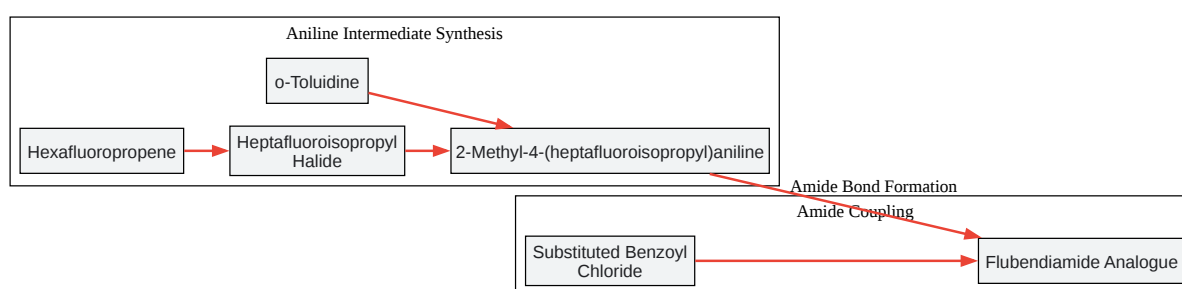 Aniline Intermediate Synthesis
o-Toluidine
Hexafluoropropene
Heptafluoroisopropyl
Halide
2-Methyl-4-(heptafluoroisopropyl)aniline
Amide Bond Formation
Amide Coupling
Substituted Benzoyl
Chloride
Flubendiamide Analogue